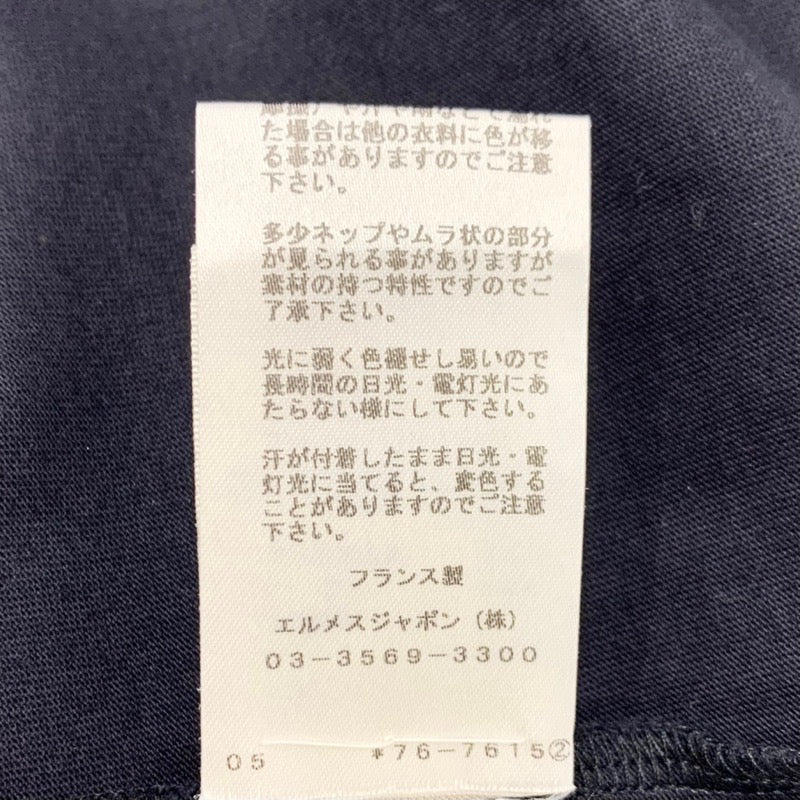 た場合は他の衣料に色が移
る事がありますのでご注意
下さい。
多少ネップやムラ状の部分
が見られる事がありますが
素材の持つ特性ですのでご
了承下さい。
光に弱く色褪せし易いので
長時間の日光・電灯光にあ
たらない様にして下さい。
汗が付着したまま日光・電
灯光に当てると、変色する
ことがありますのでご注意
下さい。
フランス製
エルメスジャポン（株）
03-3569-3300
05 *76-7615②